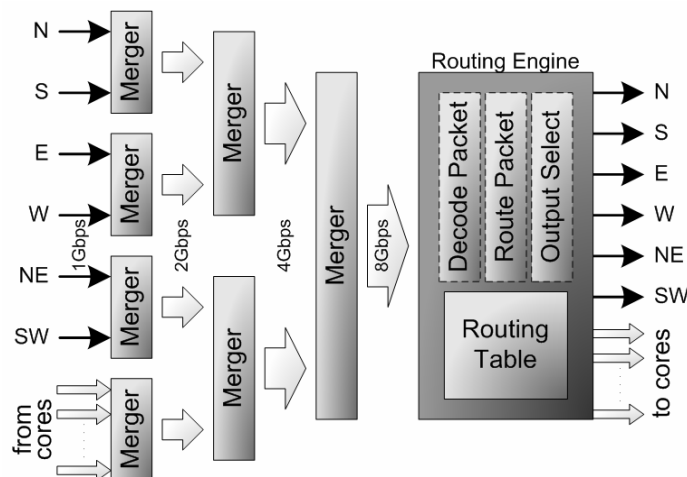 N
S
E
W
NE
SW
from
cores
Merger
Merger
Merger
Merger
1Gbps
2Gbps
Merger
Merger
4Gbps
Merger
8Gbps
Routing Engine
Decode Packet
Route Packet
Output Select
Routing
Table
N
S
E
W
NE
SW
to cores